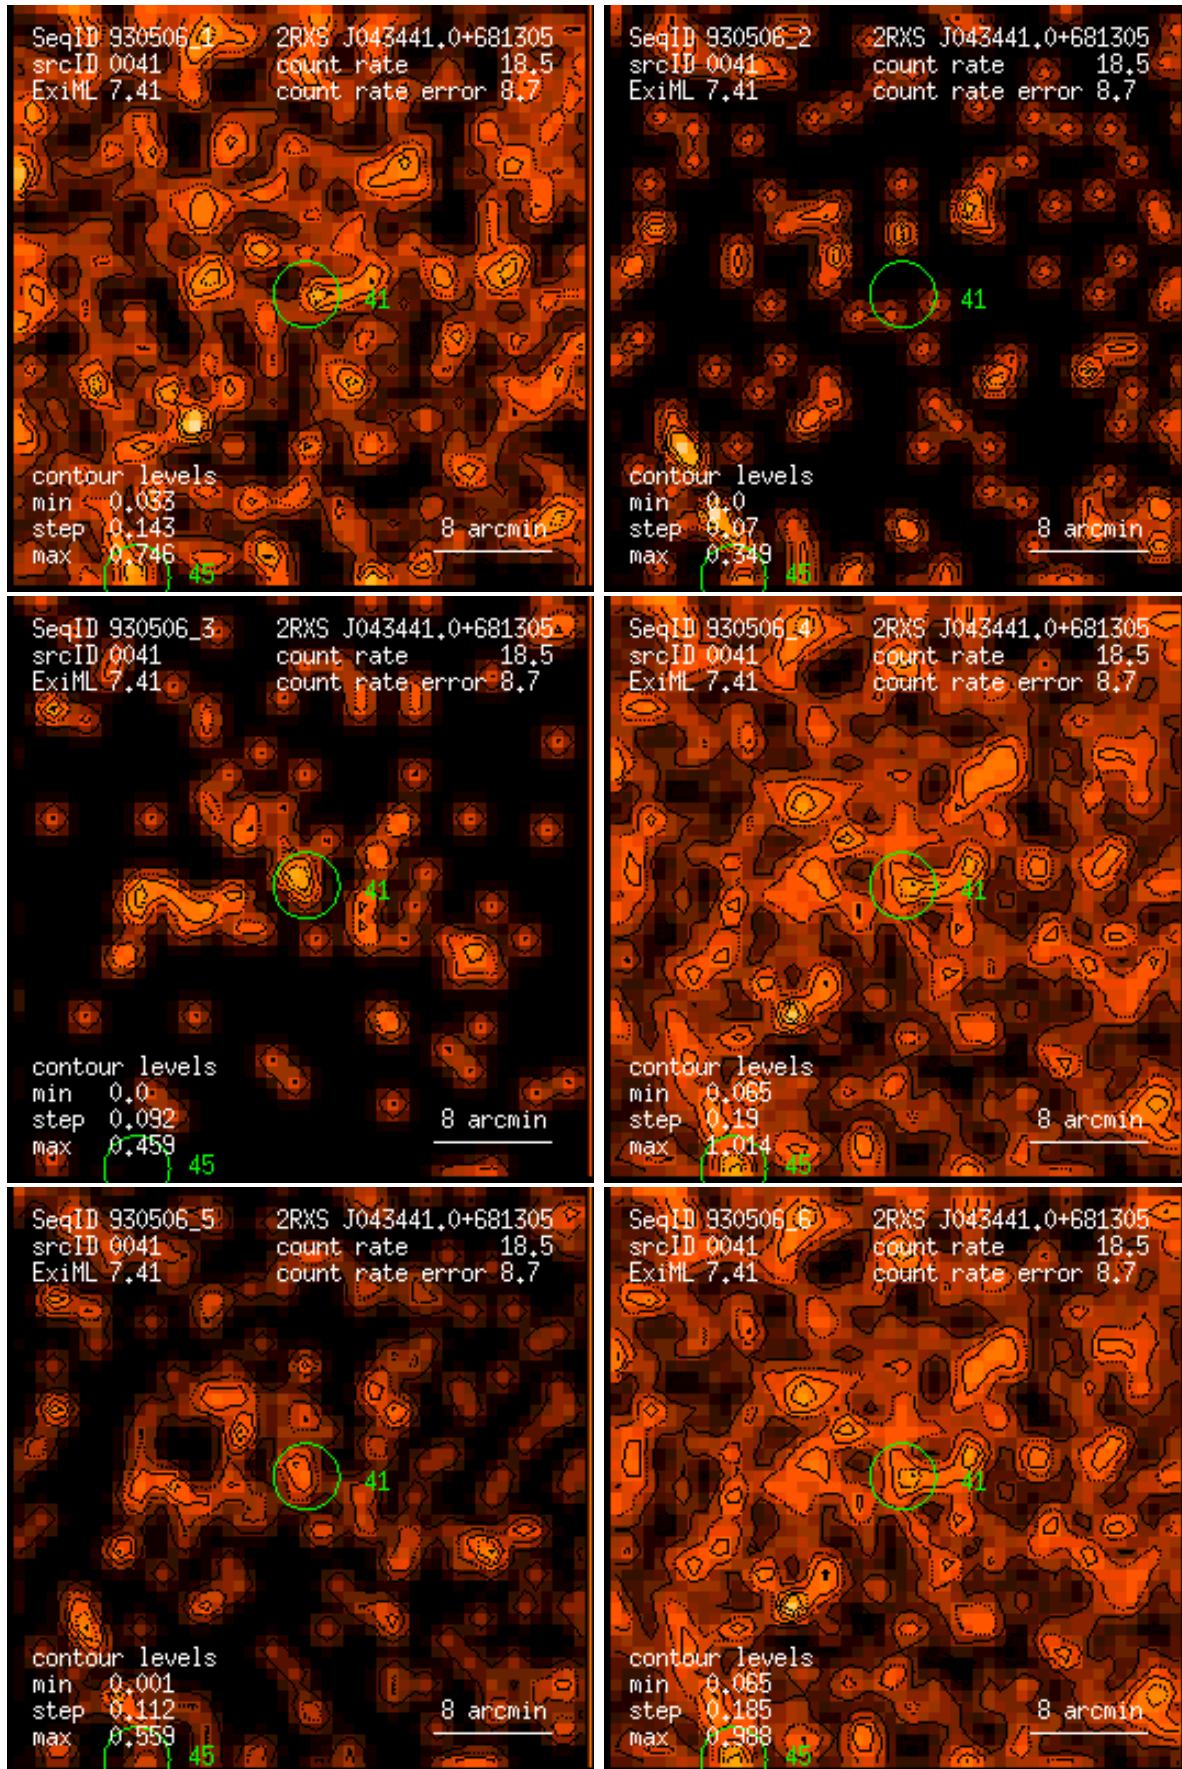 SeqID 930506_1 2RXS J043441.0+681305
srcID 0041 count rate 18.5
ExiML 7.41 count rate error 8.7
41
contour levels
min 0.033
step 0.143 8 arcmin
max 0.746
45
SeqID 930506_2 2RXS J043441.0+681305
srcID 0041 count rate 18.5
ExiML 7.41 count rate error 8.7
41
contour levels
min 0.0
step 0.07 8 arcmin
max 0.349
45
SeqID 930506_3 2RXS J043441.0+681305
srcID 0041 count rate 18.5
ExiML 7.41 count rate error 8.7
41
contour levels
min 0.0
step 0.092 8 arcmin
max 0.459
45
SeqID 930506_4 2RXS J043441.0+681305
srcID 0041 count rate 18.5
ExiML 7.41 count rate error 8.7
41
contour levels
min 0.065
step 0.19 8 arcmin
max 1.014
45
SeqID 930506_5 2RXS J043441.0+681305
srcID 0041 count rate 18.5
ExiML 7.41 count rate error 8.7
41
contour levels
min 0.001
step 0.112 8 arcmin
max 0.559
45
SeqID 930506_6 2RXS J043441.0+681305
srcID 0041 count rate 18.5
ExiML 7.41 count rate error 8.7
41
contour levels
min 0.065
step 0.185 8 arcmin
max 0.988
45